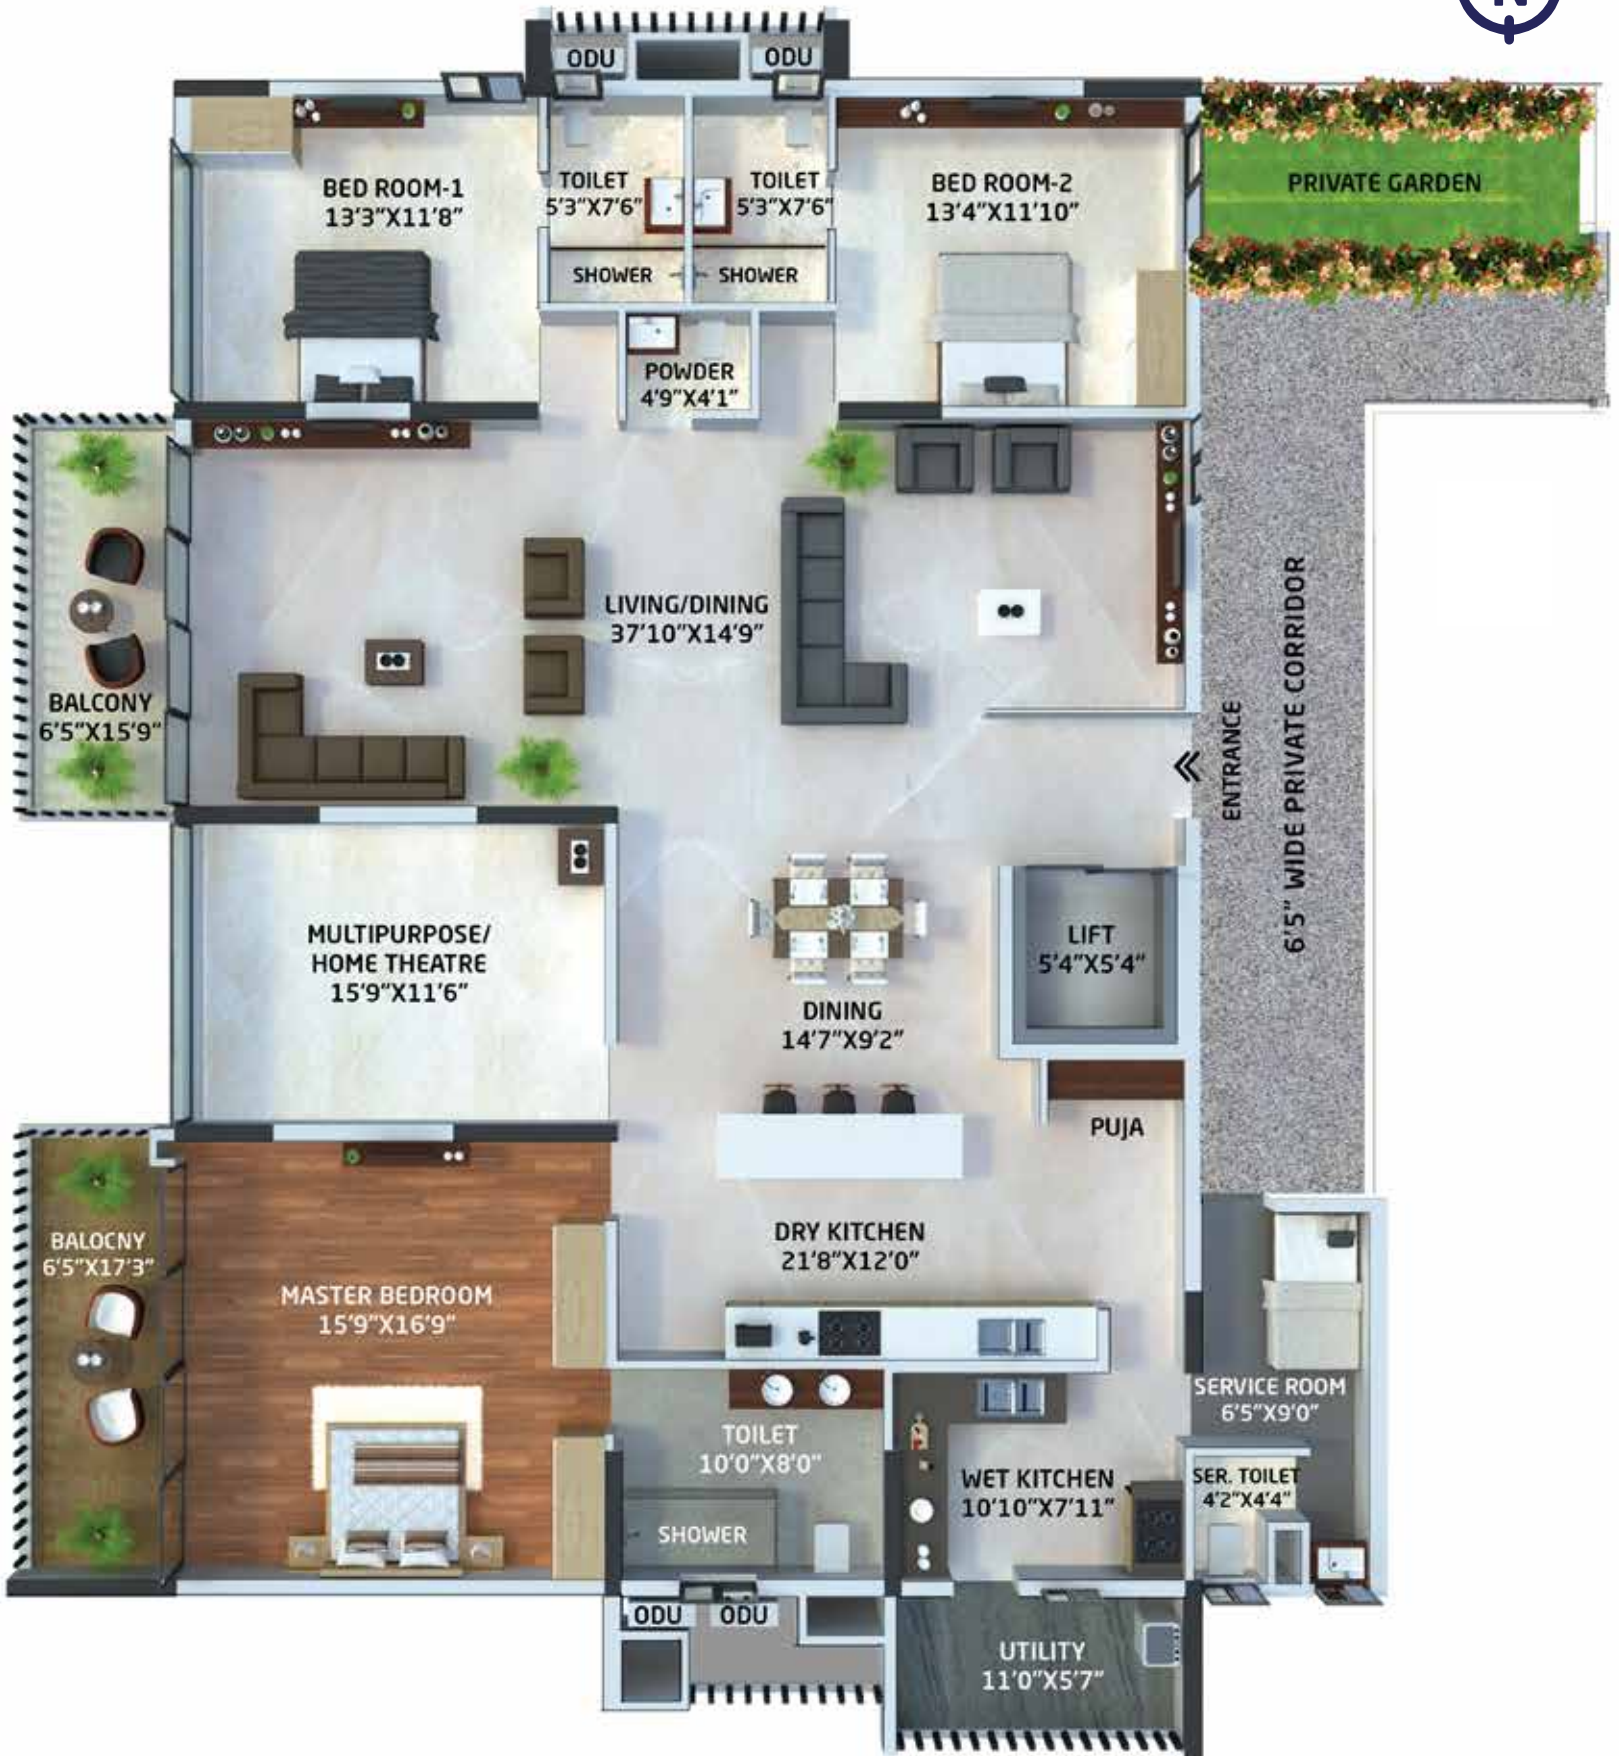 N
ODU
ODU
BED ROOM-1
13'3"X11'8"
TOILET
5'3"X7'6"
TOILET
5'3"X7'6"
BED ROOM-2
13'4"X11'10"
PRIVATE GARDEN
SHOWER
SHOWER
POWDER
4'9"X4'1"
LIVING/DINING
37'10"X14'9"
BALCONY
6'5"X15'9"
ENTRANCE
6'5" WIDE PRIVATE CORRIDOR
MULTIPURPOSE/
HOME THEATRE
15'9"X11'6"
LIFT
5'4"X5'4"
DINING
14'7"X9'2"
PUJA
BALOCNY
6'5"X17'3"
DRY KITCHEN
21'8"X12'0"
MASTER BEDROOM
15'9"X16'9"
SERVICE ROOM
6'5"X9'0"
TOILET
10'0"X8'0"
WET KITCHEN
10'10"X7'11"
SER. TOILET
4'2"X4'4"
SHOWER
ODU
ODU
UTILITY
11'0"X5'7"